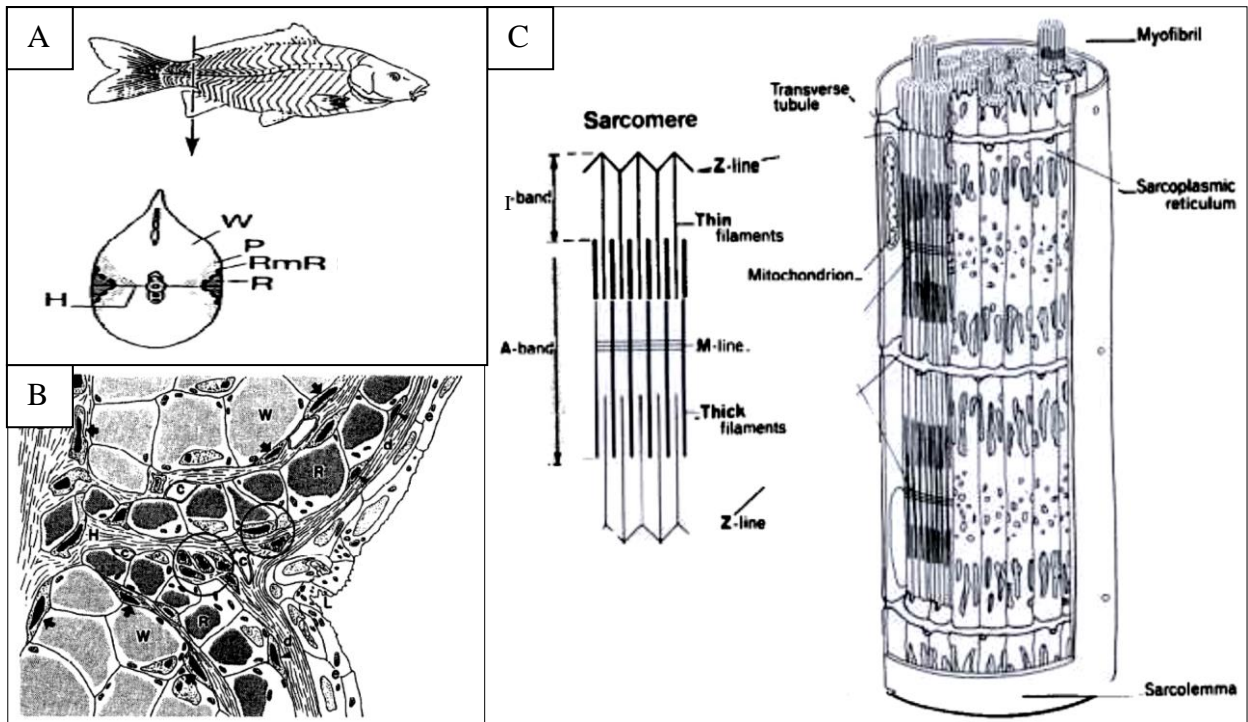 A
W
P
RmR
R
H
B
W
R
d
e
C
H
C
C
R
W
L
d
e
C
Sarcomere
Z-line
I-band
Thin
filaments
A-band
M-line
Thick
filaments
Z-line
Myofibril
Transverse
tubule
Sarcoplasmic
reticulum
Mitochondrion
Sarcolemma